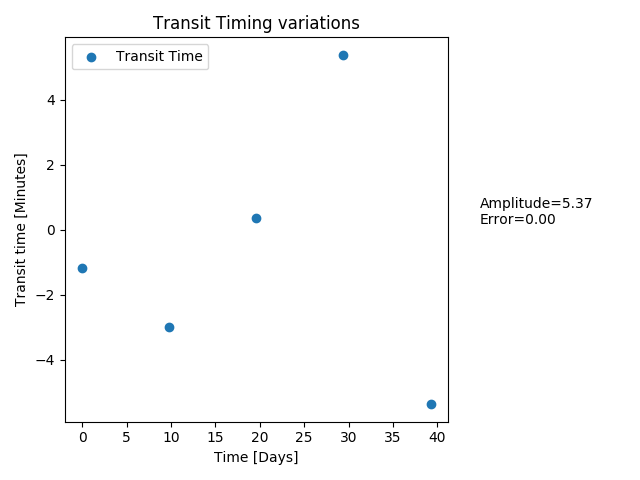 Transit Timing variations
Transit Time
4
2
0
−2
−4
Transit time [Minutes]
Amplitude=5.37
Error=0.00
0 5 10 15 20 25 30 35 40
Time [Days]